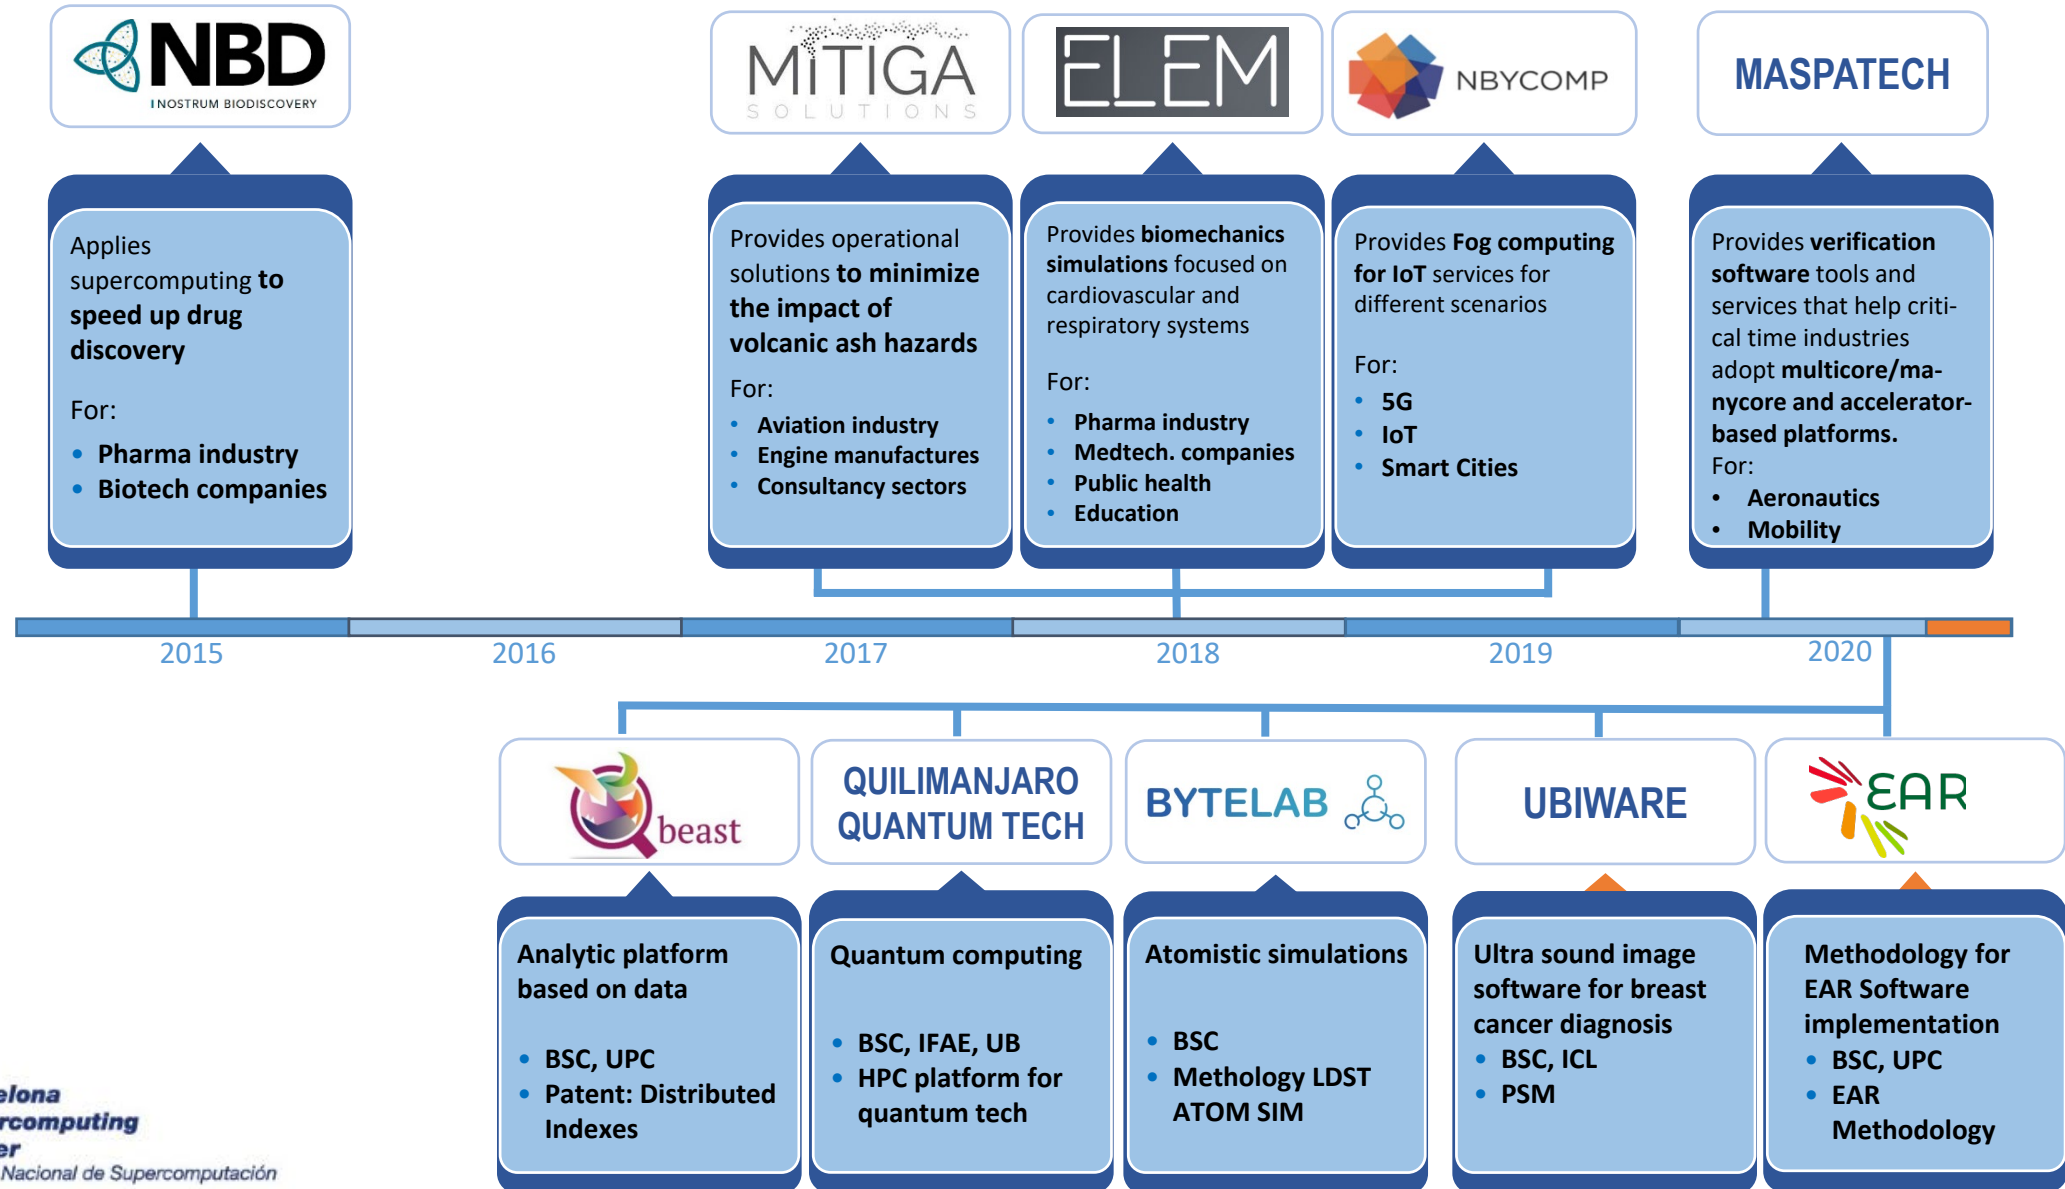 NBD
NOSTRUM BIODISCOVERY
Applies
supercomputing to
speed up drug
discovery
For:
• Pharma industry
• Biotech companies
MITIGA
SOLUTIONS
Provides operational
solutions to minimize
the impact of
volcanic ash hazards
For:
• Aviation industry
• Engine manufactures
• Consultancy sectors
ELEM
Provides biomechanics
simulations focused on
cardiovascular and
respiratory systems
For:
• Pharma industry
• Medtech. companies
• Public health
• Education
NBYCOMP
Provides Fog computing
for IoT services for
different scenarios
For:
• 5G
• IoT
• Smart Cities
MASPATECH
Provides verification
software tools and
services that help criti-
cal time industries
adopt multicore/ma-
nycore and accelerator-
based platforms.
For:
• Aeronautics
• Mobility
2015
2016
2017
2018
2019
2020
Qbeast
Analytic platform
based on data
• BSC, UPC
• Patent: Distributed
Indexes
QUILIMANJARO
QUANTUM TECH
Quantum computing
• BSC, IFAE, UB
• HPC platform for
quantum tech
BYTELAB
Atomistic simulations
• BSC
• Methology LDST
ATOM SIM
UBIWARE
Ultra sound image
software for breast
cancer diagnosis
• BSC, ICL
• PSM
EAR
Methodology for
EAR Software
implementation
• BSC, UPC
• EAR
Methodology
elona
rcomputing
er
Nacional de Supercomputación